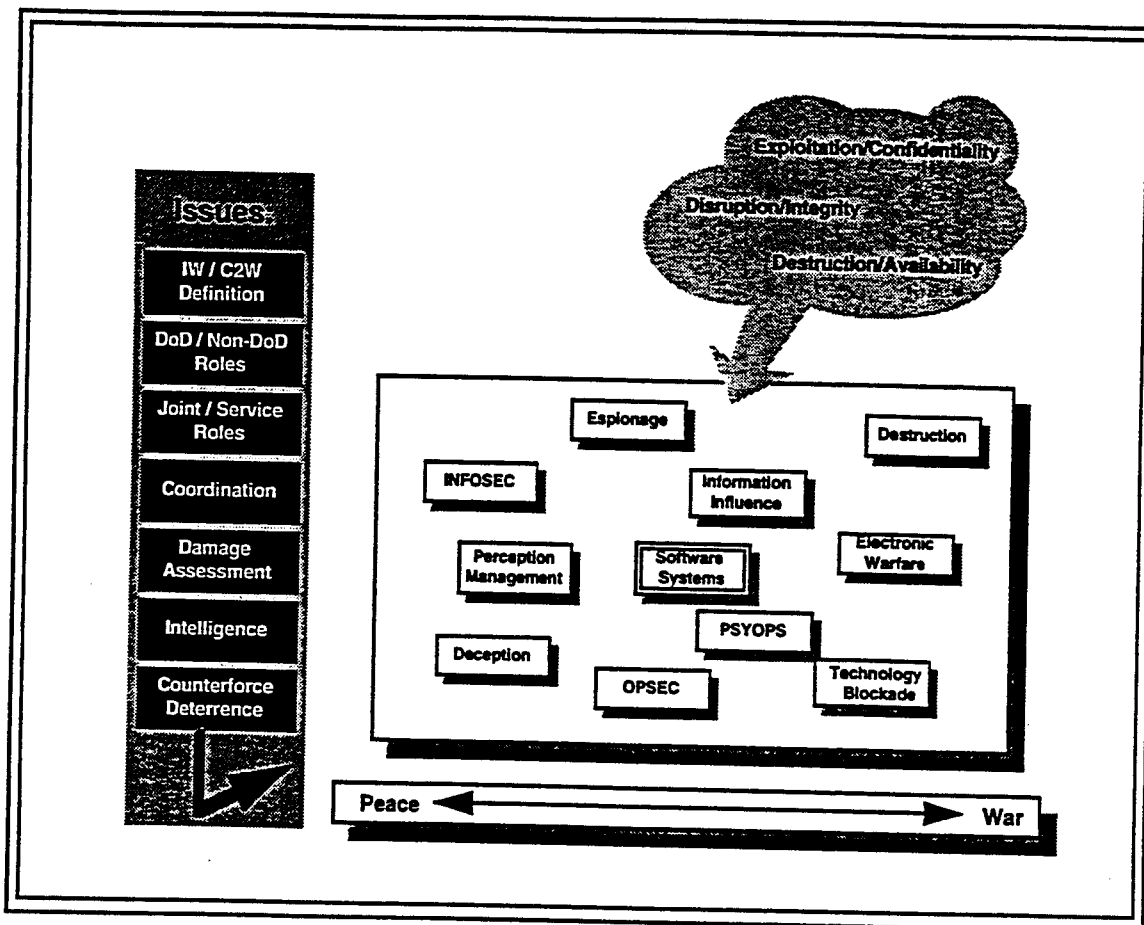 Issues:
IW / C2W
Definition
DoD / Non-DoD
Roles
Joint / Service
Roles
Coordination
Damage
Assessment
Intelligence
Counterforce
Deterrence
Exploitation/Confidentiality
Disruption/Integrity
Destruction/Availability
Espionage
Destruction
INFOSEC
Information
Influence
Perception
Management
Software
Systems
Electronic
Warfare
PSYOPS
Deception
OPSEC
Technology
Blockade
Peace
War